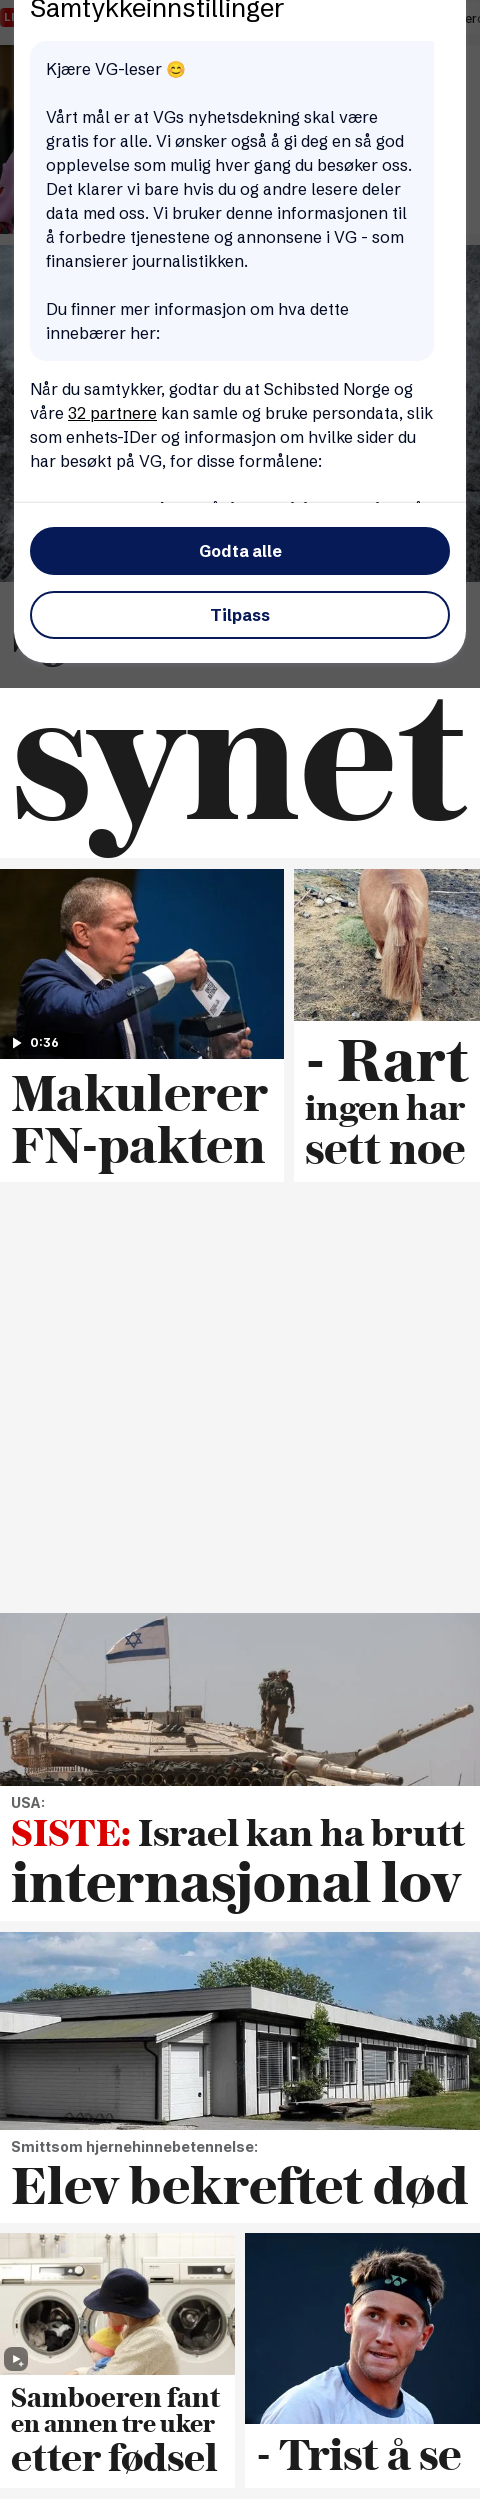 Samtykkeinnstillinger
Kjære VG-leser 😊
Vårt mål er at VGs nyhetsdekning skal være
gratis for alle. Vi ønsker også å gi deg en så god
opplevelse som mulig hver gang du besøker oss.
Det klarer vi bare hvis du og andre lesere deler
data med oss. Vi bruker denne informasjonen til
å forbedre tjenestene og annonsene i VG - som
finansierer journalistikken.
Du finner mer informasjon om hva dette
innebærer her:
Når du samtykker, godtar du at Schibsted Norge og
våre 32 partnere kan samle og bruke persondata, slik
som enhets-IDer og informasjon om hvilke sider du
har besøkt på VG, for disse formålene:
Godta alle
Tilpass
synet
0:36
Makulerer
FN-pakten
- Rart
ingen har
sett noe
USA:
SISTE: Israel kan ha brutt
internasjonal lov
Smittsom hjernehinnebetennelse:
Elev bekreftet død
Samboeren fant
en annen tre uker
etter fødsel
- Trist å se